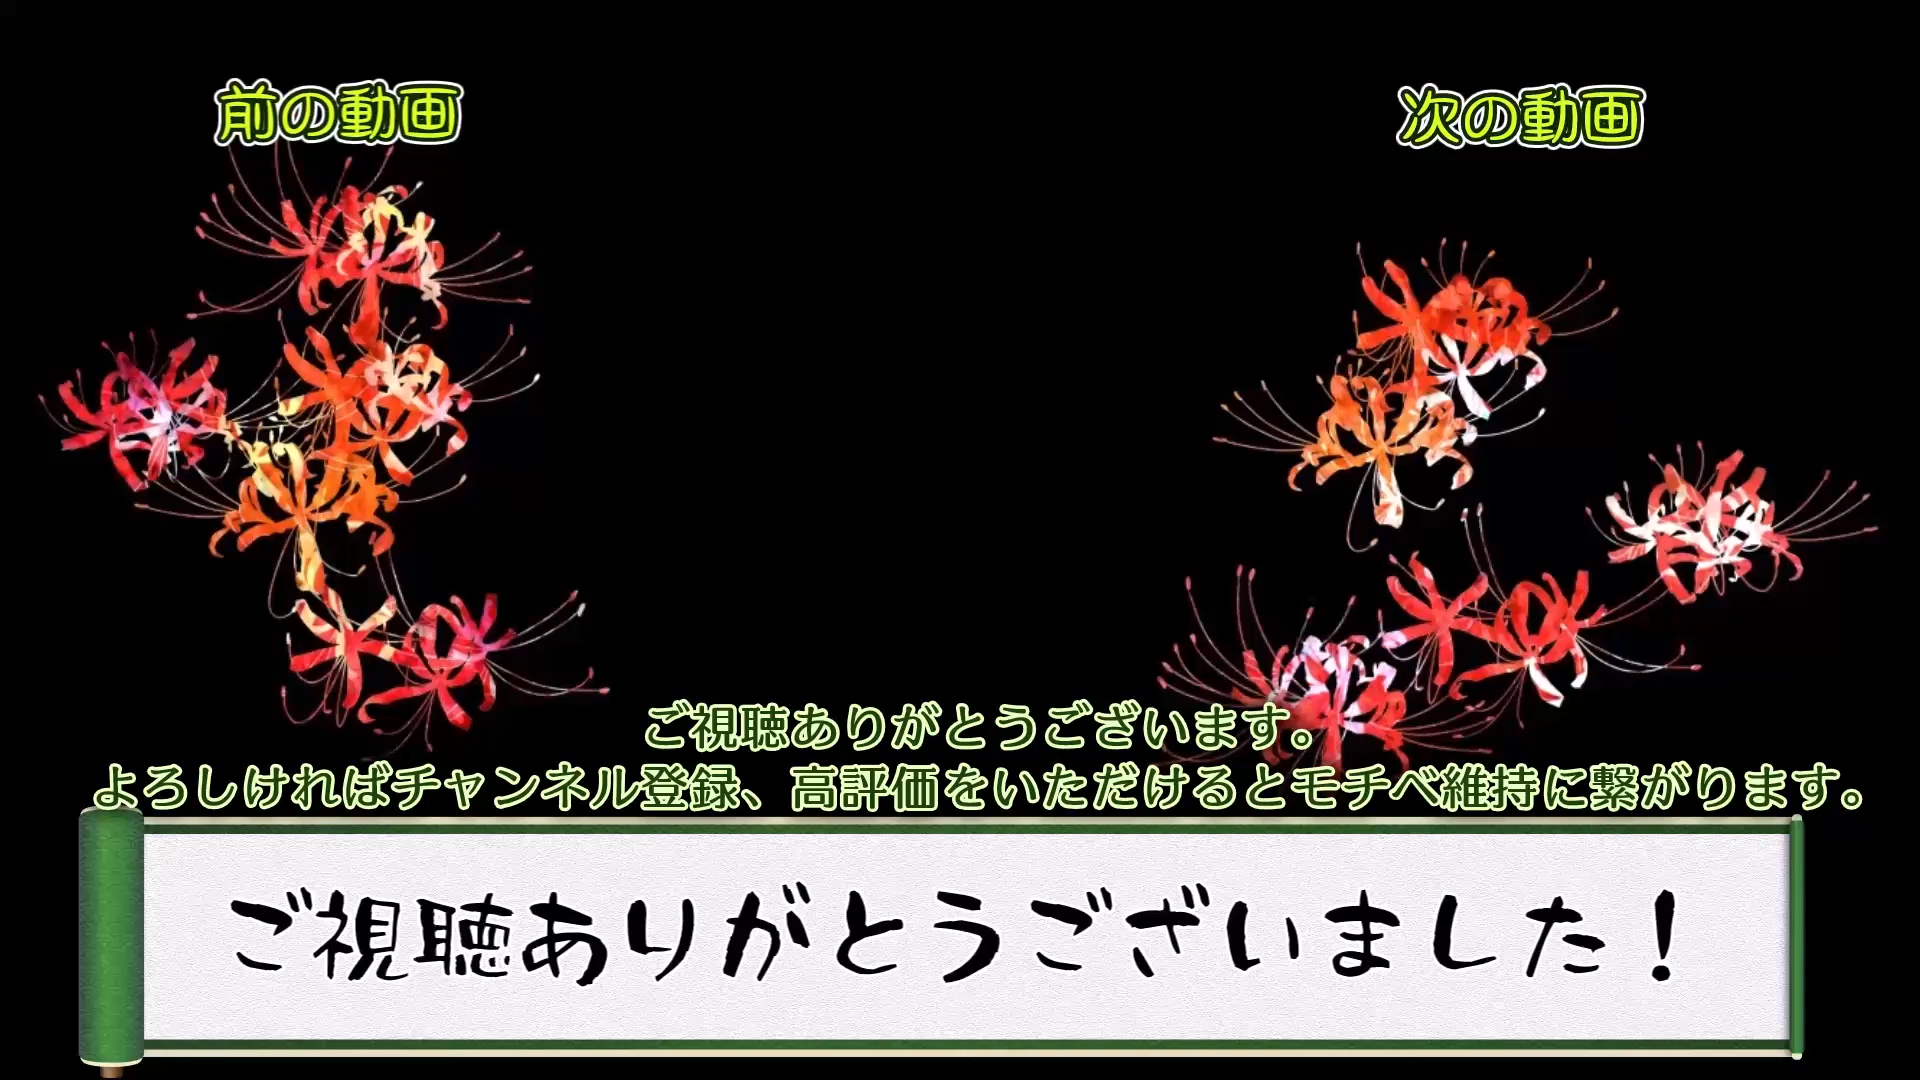 前の動画
次の動画
ご視聴ありがとうございます。
よろしければチャンネル登録、高評価をいただけるとモチベ維持に繋がります。
ご視聴ありがとうございました！